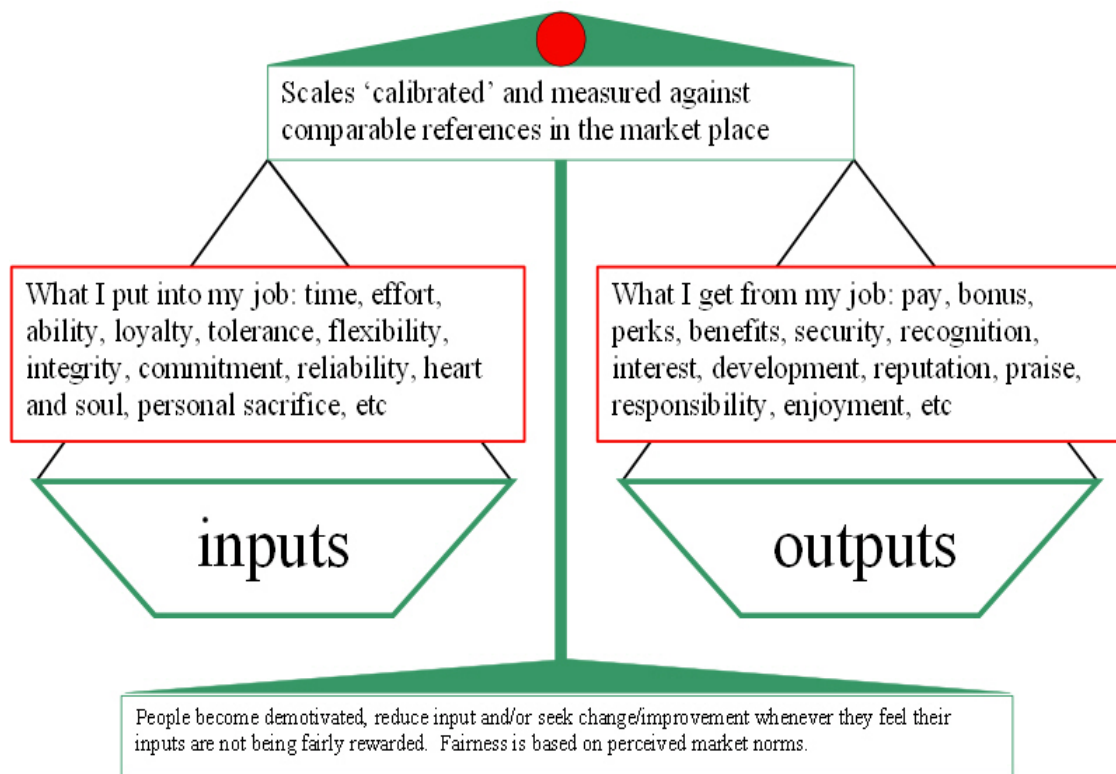 Scales ‘calibrated’ and measured against
comparable references in the market place
What I put into my job: time, effort,
ability, loyalty, tolerance, flexibility,
integrity, commitment, reliability, heart
and soul, personal sacrifice, etc
What I get from my job: pay, bonus,
perks, benefits, security, recognition,
interest, development, reputation, praise,
responsibility, enjoyment, etc
inputs
outputs
People become demotivated, reduce input and/or seek change/improvement whenever they feel their
inputs are not being fairly rewarded.  Fairness is based on perceived market norms.